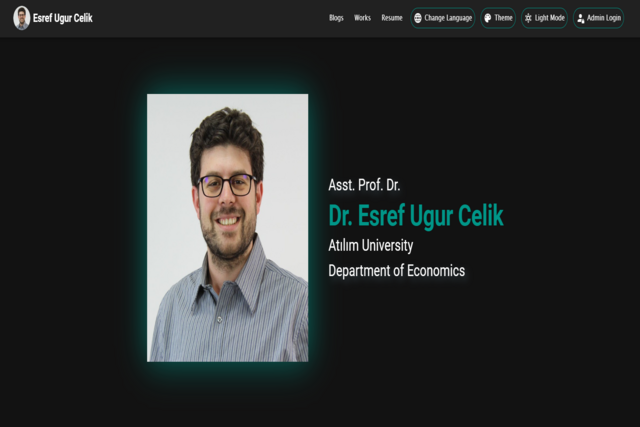 Esref Ugur Celik
Blogs
Works
Resume
Change Language
Theme
Light Mode
Admin Login
Asst. Prof. Dr.
Dr. Esref Ugur Celik
Atılım University
Department of Economics